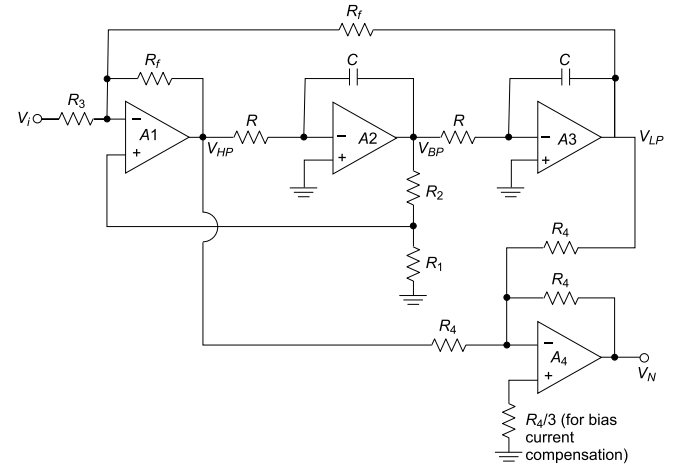 Rf
Rf
C
C
R3
Vi
−
A1
+
VHP
R
−
A2
+
VBP
R
−
A3
+
VLP
R2
R1
R4
R4
R4
−
A4
+
VN
R4/3 (for bias
current
compensation)